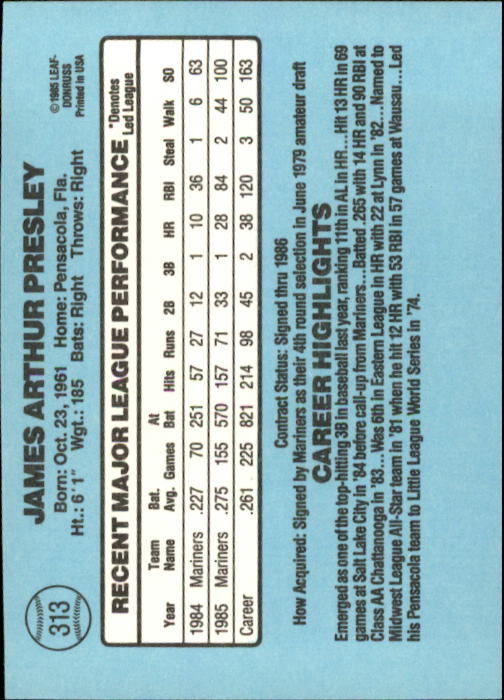 313
JAMES ARTHUR PRESLEY
©1985 LEAF-
DONRUSS
Printed in USA
Born: Oct. 23, 1961 Home: Pensacola, Fla.
Ht.: 6'1" Wgt.: 185 Bats: Right Throws: Right
RECENT MAJOR LEAGUE PERFORMANCE
*Denotes
Led League
Year Team Name Bat. Avg. Games At Bat Hits Runs 2B 3B HR RBI Steal Walk SO
1984 Mariners .227 70 251 57 27 12 1 10 36 1 6 63
1985 Mariners .275 155 570 157 71 33 1 28 84 2 44 100
Career .261 225 821 214 98 45 2 38 120 3 50 163
Contract Status: Signed thru 1986
How Acquired: Signed by Mariners as their 4th round selection in June 1979 amateur draft
CAREER HIGHLIGHTS
Emerged as one of the top-hitting 3B in baseball last year, ranking 11th in AL in HR....Hit 13 HR in 69
games at Salt Lake City in '84 before call-up from Mariners...Batted .265 with 14 HR and 90 RBI at
Class AA Chattanooga in '83...Was 6th in Eastern League in HR with 22 at Lynn in '82....Named to
Midwest League All-Star team in '81 when he hit 12 HR with 53 RBI in 57 games at Wausau....Led
his Pensacola team to Little League World Series in '74.